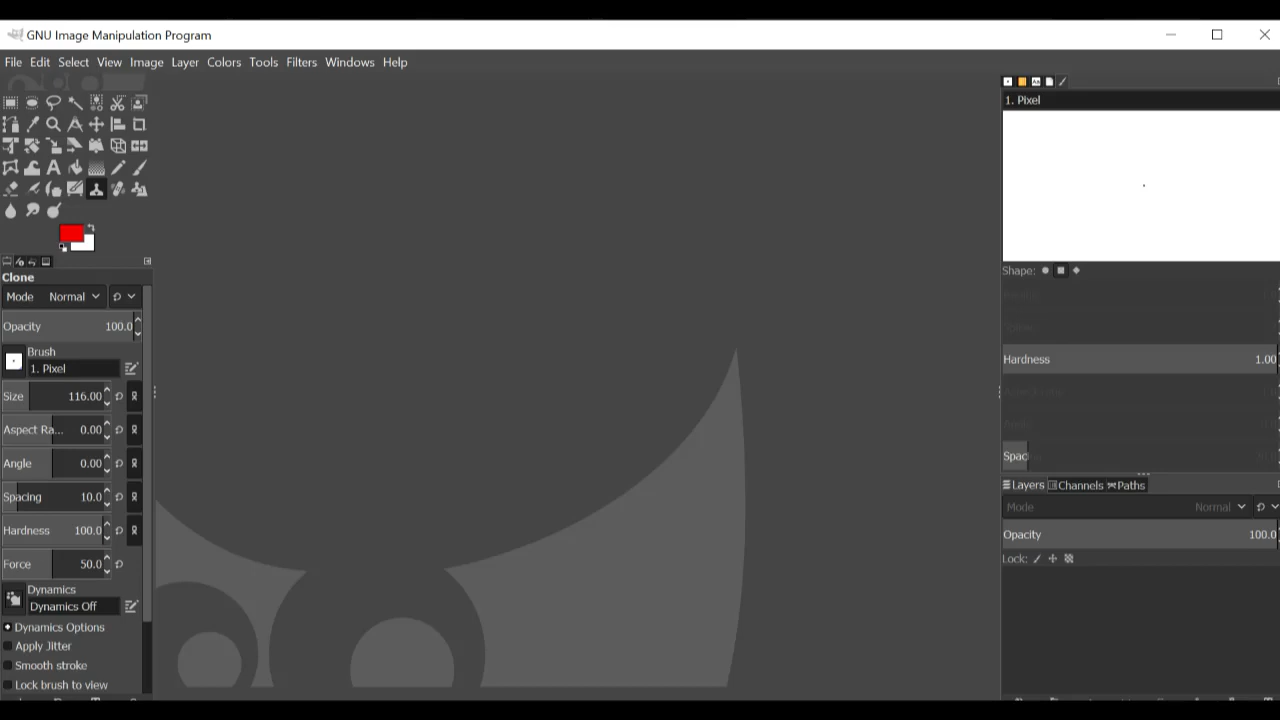 GNU Image Manipulation Program
File Edit Select View Image Layer Colors Tools Filters Windows Help
1. Pixel
Shape:
Clone
Mode Normal
Opacity 100.0
Brush
1. Pixel
Size 116.00
Aspect Ra... 0.00
Angle 0.00
Spacing 10.0
Hardness 100.0
Force 50.0
Dynamics
Dynamics Off
Dynamics Options
Apply Jitter
Smooth stroke
Lock brush to view
Hardness 1.00
Spac
Layers Channels Paths
Mode Normal
Opacity 100.0
Lock: